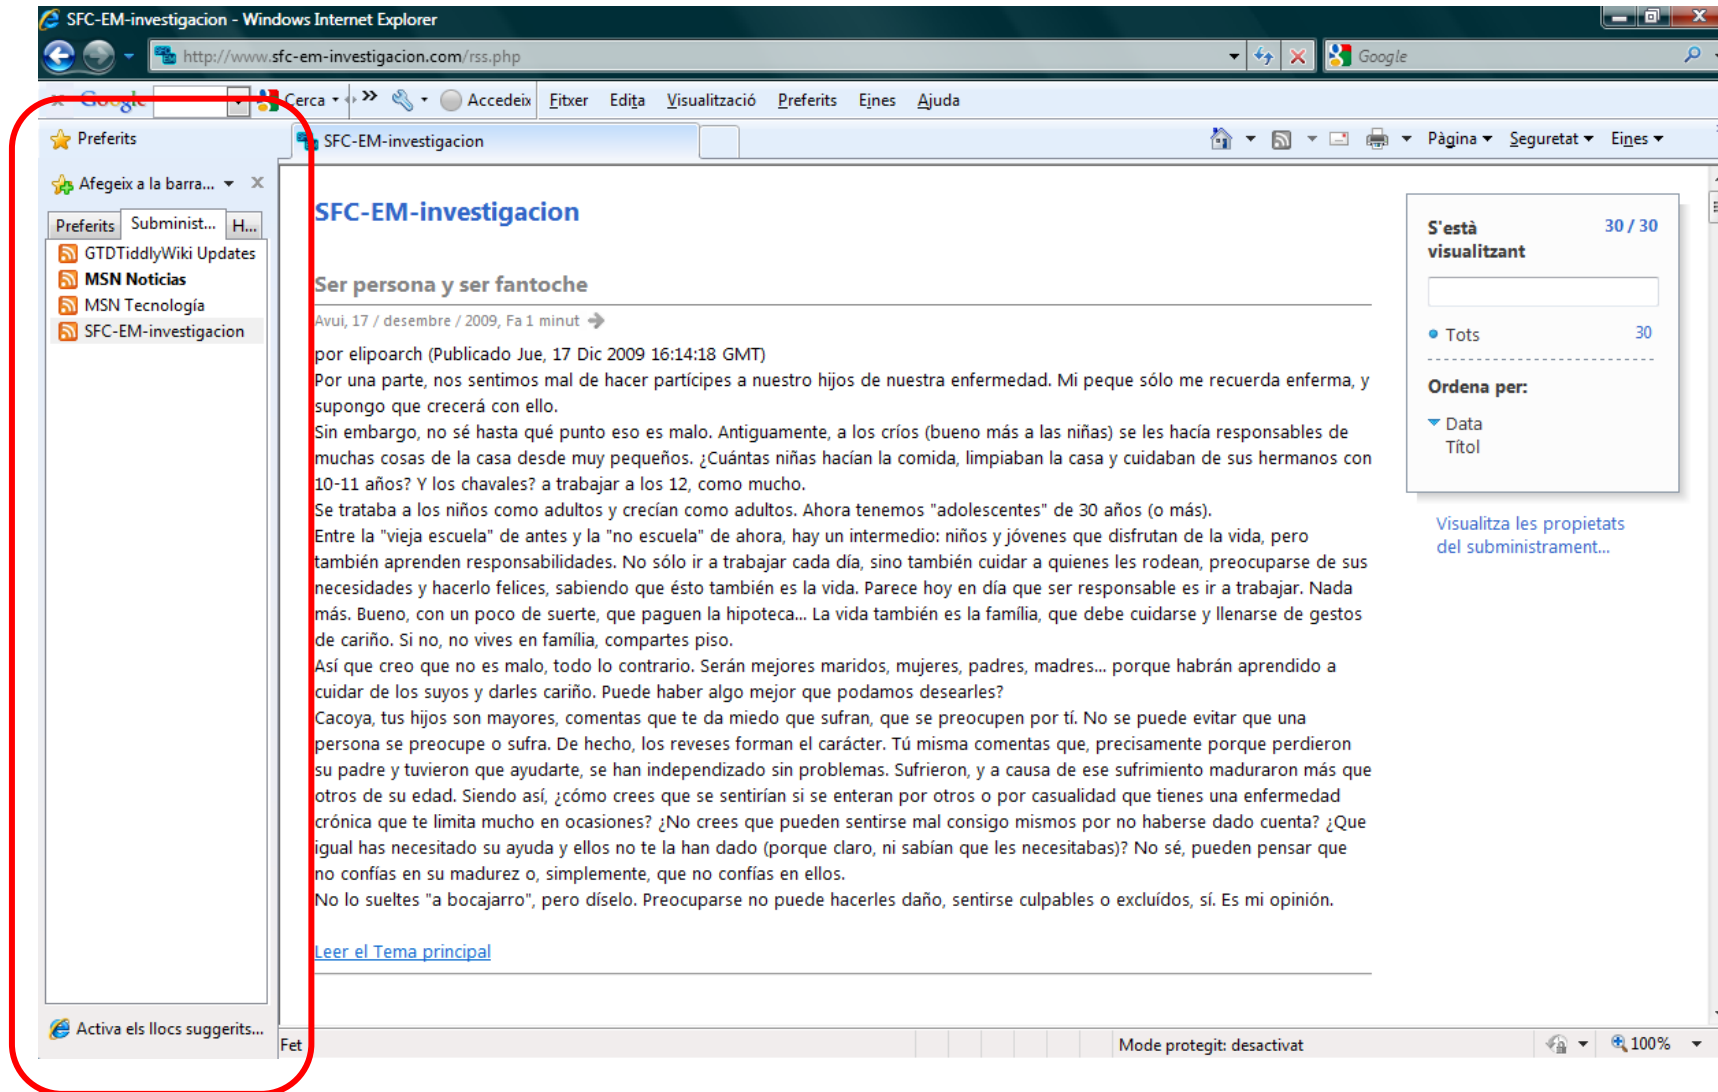 SFC-EM-investigacion - Windows Internet Explorer
http://www.sfc-em-investigacion.com/rss.php
Google
Google Cerca Accedeix Fitxer Edita Visualització Preferits Eines Ajuda
Preferits
SFC-EM-investigacion
Pàgina Seguretat Eines
Afegeix a la barra...
Preferits Subminist... H...
GTDTiddlyWiki Updates
MSN Noticias
MSN Tecnología
SFC-EM-investigacion
Activa els llocs suggerits...
SFC-EM-investigacion
Ser persona y ser fantoche
Avui, 17 / desembre / 2009, Fa 1 minut
por elipoarch (Publicado Jue, 17 Dic 2009 16:14:18 GMT)
Por una parte, nos sentimos mal de hacer partícipes a nuestro hijos de nuestra enfermedad. Mi peque sólo me recuerda enferma, y
supongo que crecerá con ello.
Sin embargo, no sé hasta qué punto eso es malo. Antiguamente, a los críos (bueno más a las niñas) se les hacía responsables de
muchas cosas de la casa desde muy pequeños. ¿Cuántas niñas hacían la comida, limpiaban la casa y cuidaban de sus hermanos con
10-11 años? Y los chavales? a trabajar a los 12, como mucho.
Se trataba a los niños como adultos y crecían como adultos. Ahora tenemos "adolescentes" de 30 años (o más).
Entre la "vieja escuela" de antes y la "no escuela" de ahora, hay un intermedio: niños y jóvenes que disfrutan de la vida, pero
también aprenden responsabilidades. No sólo ir a trabajar cada día, sino también cuidar a quienes les rodean, preocuparse de sus
necesidades y hacerlo felices, sabiendo que ésto también es la vida. Parece hoy en día que ser responsable es ir a trabajar. Nada
más. Bueno, con un poco de suerte, que paguen la hipoteca... La vida también es la família, que debe cuidarse y llenarse de gestos
de cariño. Si no, no vives en família, compartes piso.
Así que creo que no es malo, todo lo contrario. Serán mejores maridos, mujeres, padres, madres... porque habrán aprendido a
cuidar de los suyos y darles cariño. Puede haber algo mejor que podamos desearles?
Cacoya, tus hijos son mayores, comentas que te da miedo que sufran, que se preocupen por tí. No se puede evitar que una
persona se preocupe o sufra. De hecho, los reveses forman el carácter. Tú misma comentas que, precisamente porque perdieron
su padre y tuvieron que ayudarte, se han independizado sin problemas. Sufrieron, y a causa de ese sufrimiento maduraron más que
otros de su edad. Siendo así, ¿cómo crees que se sentirían si se enteran por otros o por casualidad que tienes una enfermedad
crónica que te limita mucho en ocasiones? ¿No crees que pueden sentirse mal consigo mismos por no haberse dado cuenta? ¿Que
igual has necesitado su ayuda y ellos no te la han dado (porque claro, ni sabían que les necesitabas)? No sé, pueden pensar que
no confías en su madurez o, simplemente, que no confías en ellos.
No lo sueltes "a bocajarro", pero díselo. Preocuparse no puede hacerles daño, sentirse culpables o excluídos, sí. Es mi opinión.
Leer el Tema principal
S'està 30 / 30
visualitzant
Tots 30
Ordena per:
Data
Títol
Visualitza les propietats
del subministrament...
Fet
Mode protegit: desactivat
100%